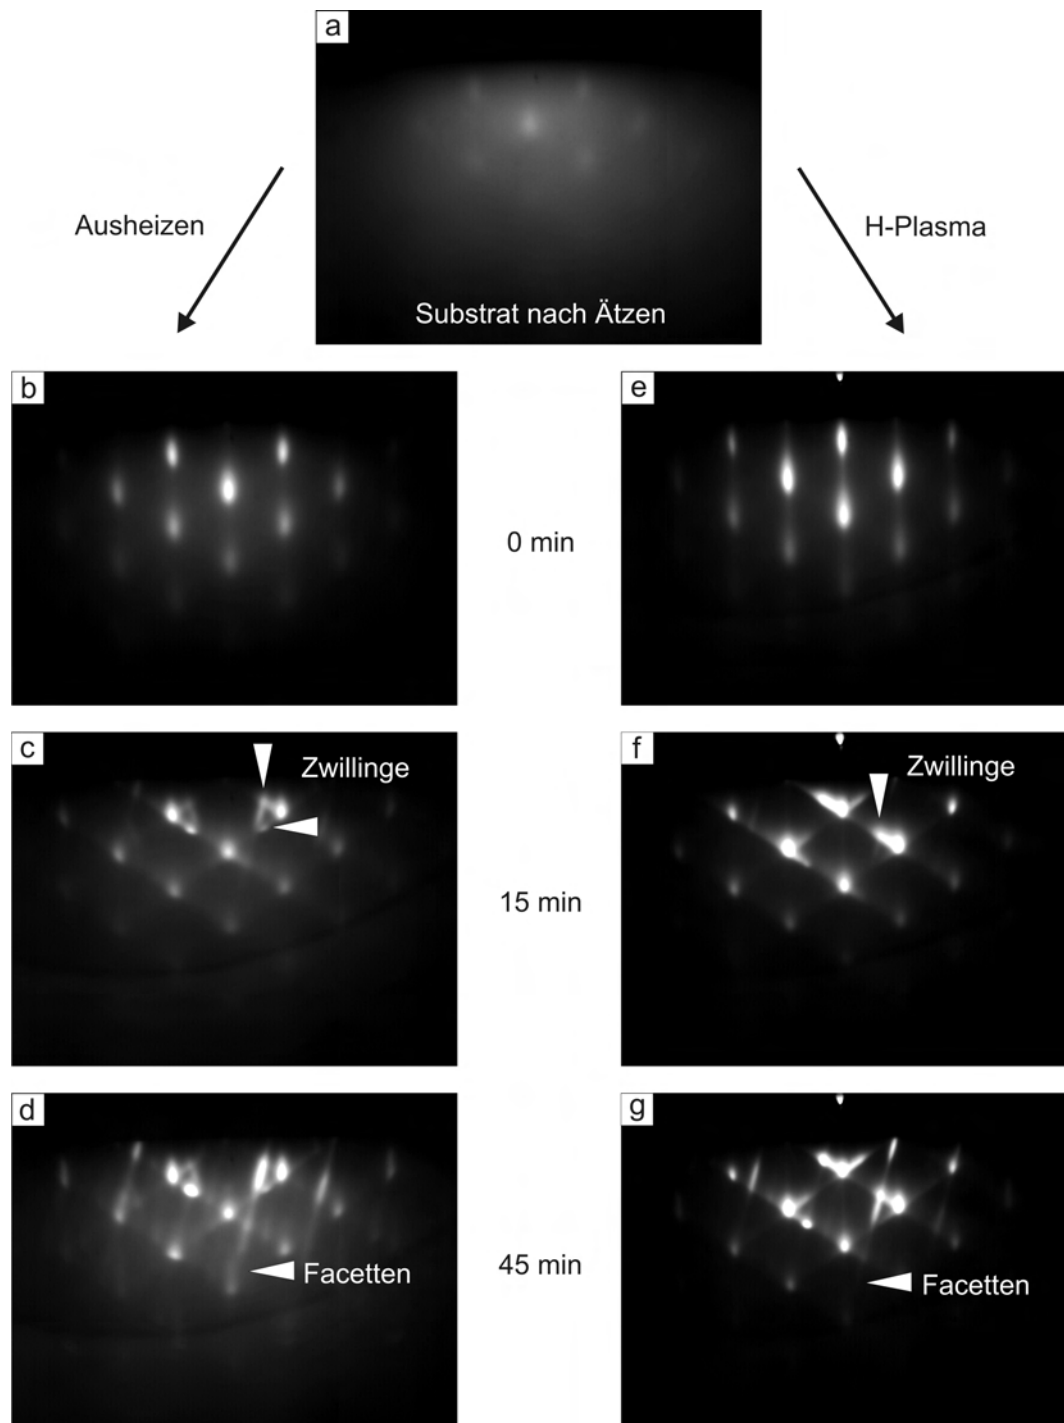 a
Ausheizen
H-Plasma
Substrat nach Ätzen
b
e
0 min
c
Zwillinge
f
Zwillinge
15 min
d
Facetten
g
Facetten
45 min